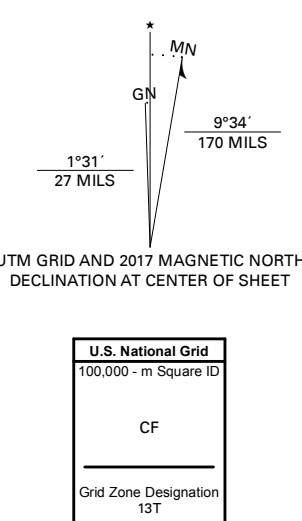 ★
MN
GN
9°34´
170 MILS
1°31´
27 MILS
UTM GRID AND 2017 MAGNETIC NORTH
DECLINATION AT CENTER OF SHEET
U.S. National Grid
100,000 - m Square ID
CF
Grid Zone Designation
13T